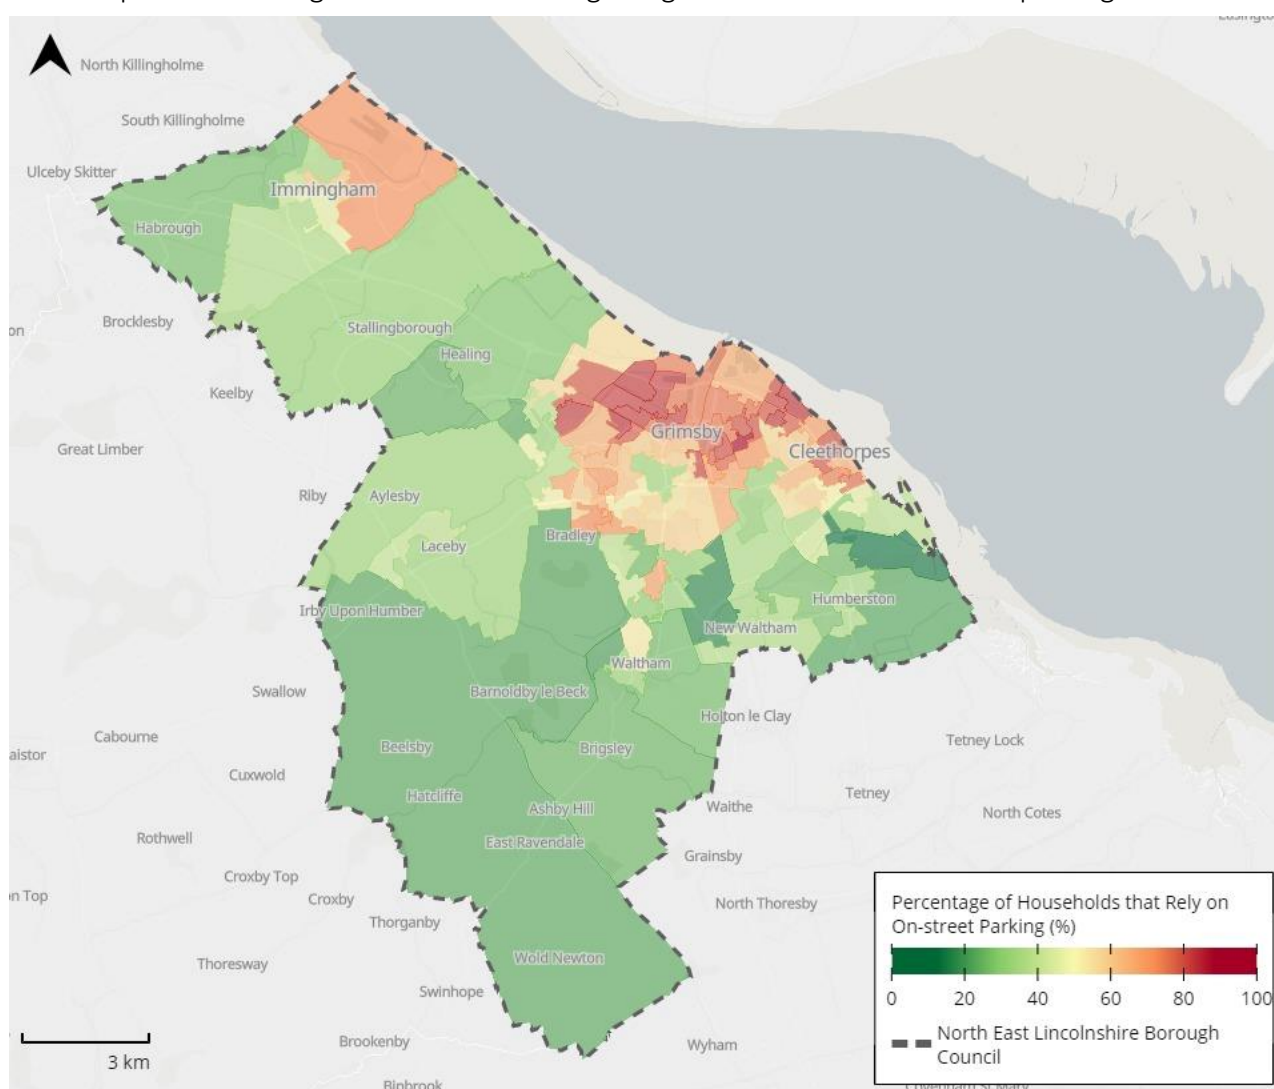 North Killingholme
South Killingholme
Ulceby Skitter
Immingham
Habrough
Brocklesby
Stallingborough
Healing
Keelby
Great Limber
Grimsby
Cleethorpes
Riby
Aylesby
Bradley
Laceby
Irby Upon Humber
Humberston
New Waltham
Waltham
Swallow
Barnoldby le Beck
Holton le Clay
Cabourne
Beelsby
Brigsley
Tetney Lock
Cuxwold
Hatcliffe
Ashby Hill
Waithe
Tetney
North Cotes
Rothwell
East Ravendale
Grainsby
Croxby Top
Croxby
North Thoresby
Thorganby
Thoresway
Wold Newton
Swinhope
Brookenby
Wyham
Binbrook
3 km
Percentage of Households that Rely on
On-street Parking (%)
0 20 40 60 80 100
North East Lincolnshire Borough
Council